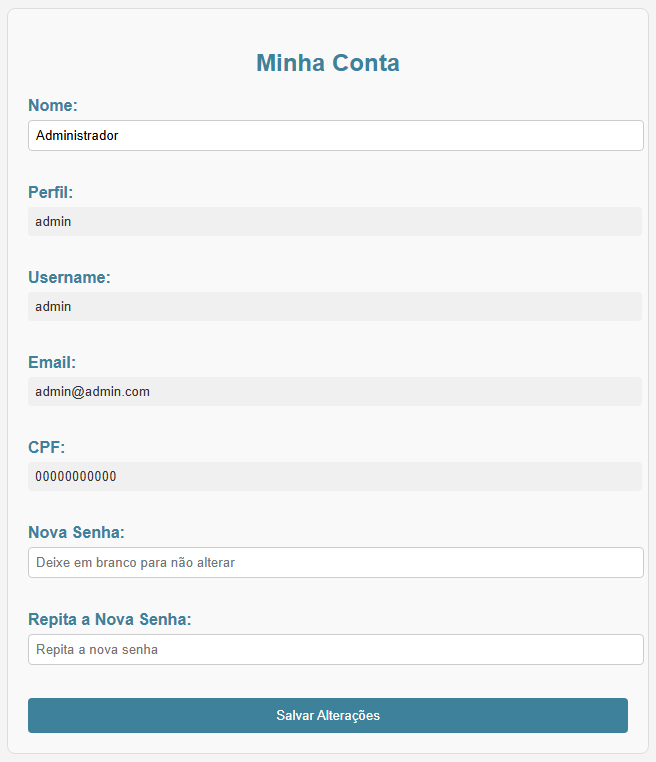 Minha Conta
Nome:
Administrador
Perfil:
admin
Username:
admin
Email:
admin@admin.com
CPF:
00000000000
Nova Senha:
Deixe em branco para não alterar
Repita a Nova Senha:
Repita a nova senha
Salvar Alterações